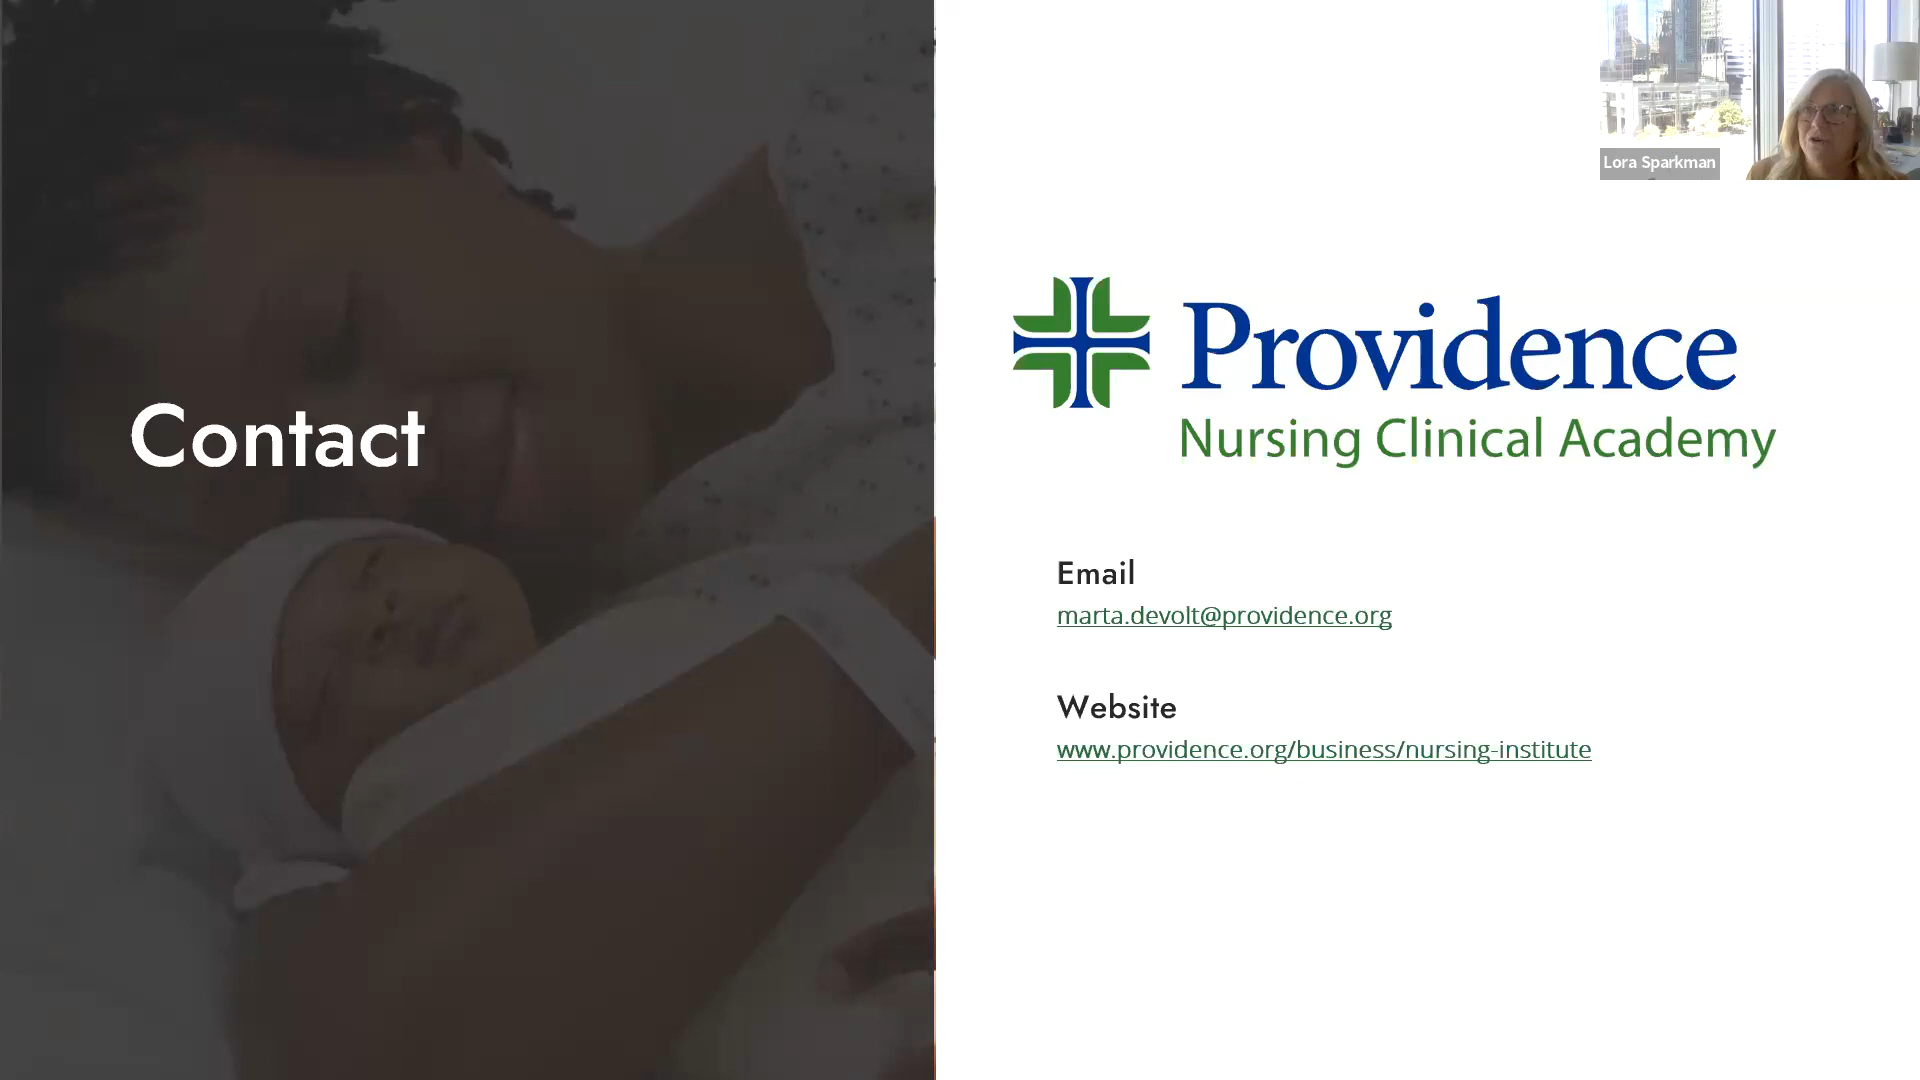 Lora Sparkman
Contact
Providence
Nursing Clinical Academy
Email
marta.devolt@providence.org
Website
www.providence.org/business/nursing-institute